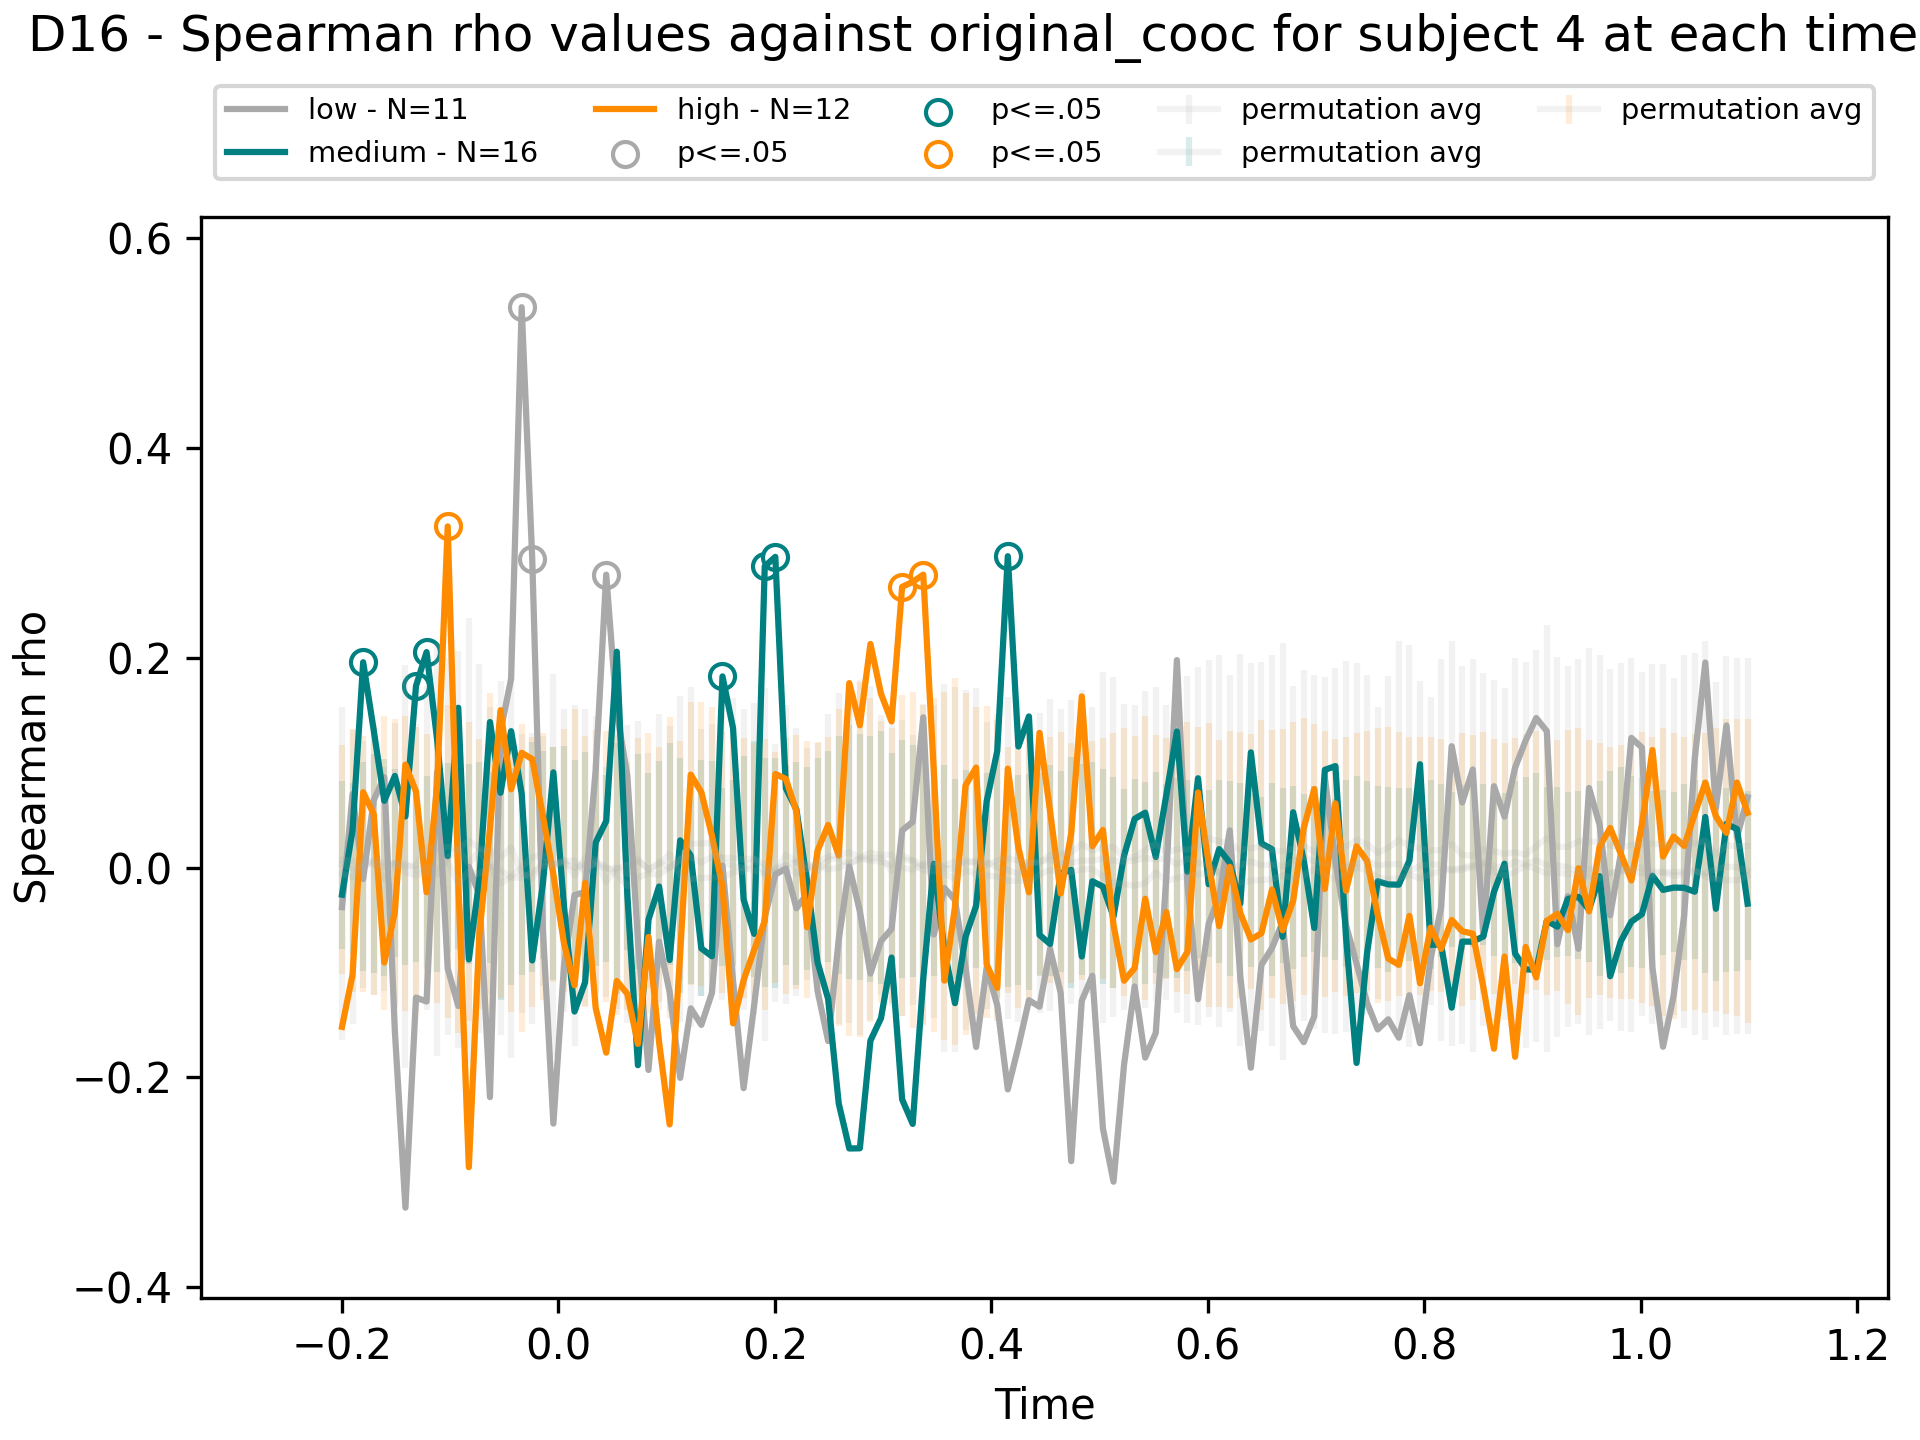 D16 - Spearman rho values against original_cooc for subject 4 at each time
low - N=11
medium - N=16
high - N=12
p<=.05
p<=.05
p<=.05
permutation avg
permutation avg
permutation avg
0.6
0.4
0.2
0.0
−0.2
−0.4
Spearman rho
−0.2 0.0 0.2 0.4 0.6 0.8 1.0 1.2
Time